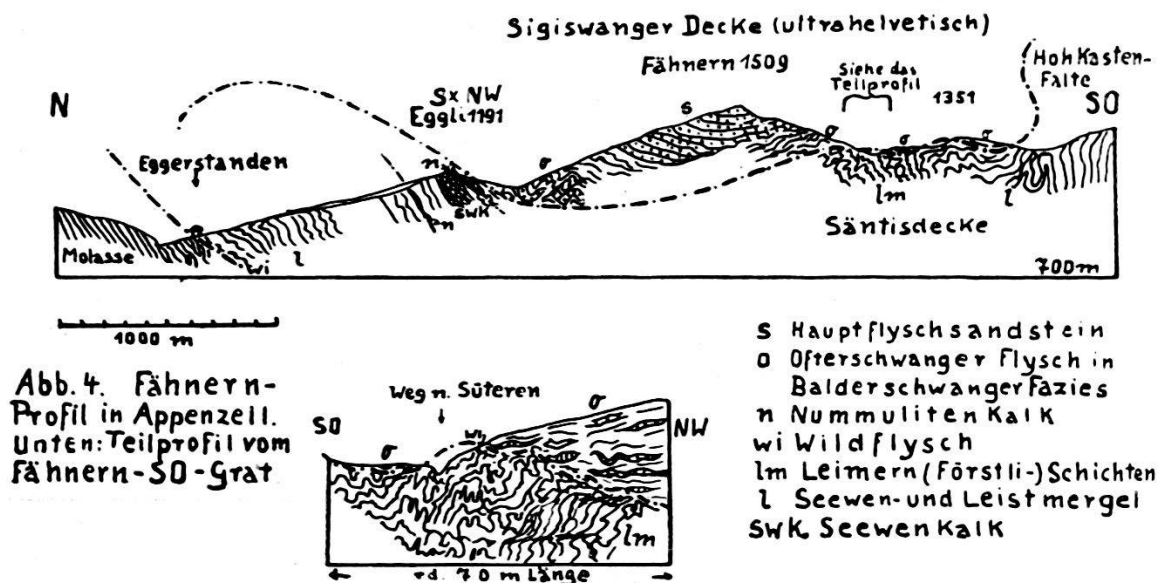 Sigiswanger Decke (ultrahelvetisch)
Fähnern 1509
Siehe das
Teilprofil
1351
Hoh Kasten-
Falte
N
S x NW
Eggli 1191
SO
s
Eggerstanden
n
o
o
o
o
swk
Pn
lm
l
Säntisdecke
Molasse
wi
l
700m
1000 m
Abb. 4. Fähnern-
Profil in Appenzell.
Unten: Teilprofil vom
Fähnern-SO-Grat
Weg n. Süteren
SO
o
wi
o
NW
lm
rd. 70 m Länge
s Hauptflyschsandstein
o Ofterschwanger Flysch in
Balderschwanger Fazies
n Nummuliten Kalk
wi Wildflysch
lm Leimern (Förstli-) Schichten
l Seewen- und Leistmergel
swk Seewen Kalk